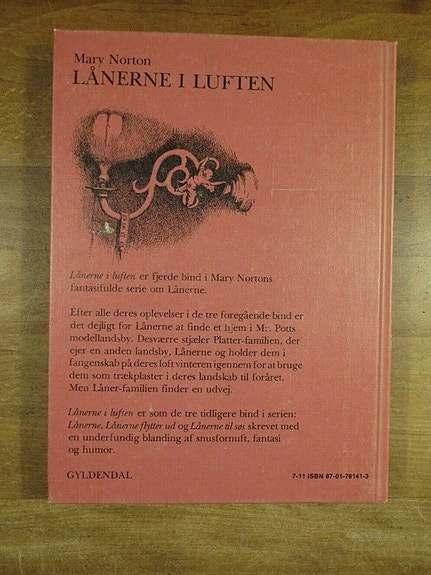 Mary Norton
LÅNERNE I LUFTEN
Lånerne i luften er fjerde bind i Mary Nortons
fantasifulde serie om Lånerne.
Efter alle deres oplevelser i de tre foregående bind er
det dejligt for Lånerne at finde et hjem i Mr. Potts
modellandsby. Desværre stjæler Platter-familien, der
ejer en anden landsby, Lånerne og holder dem i
fangenskab på deres loft vinteren igennem for at bruge
dem som trækplaster i deres landskab til foråret.
Men Låner-familien finder en udvej.
Lånerne i luften er som de tre tidligere bind i serien:
Lånerne, Lånerne flytter ud og Lånerne til søs skrevet med
en underfundig blanding af snusfornuft, fantasi
og humor.
GYLDENDAL
7-11 ISBN 87-01-78141-3